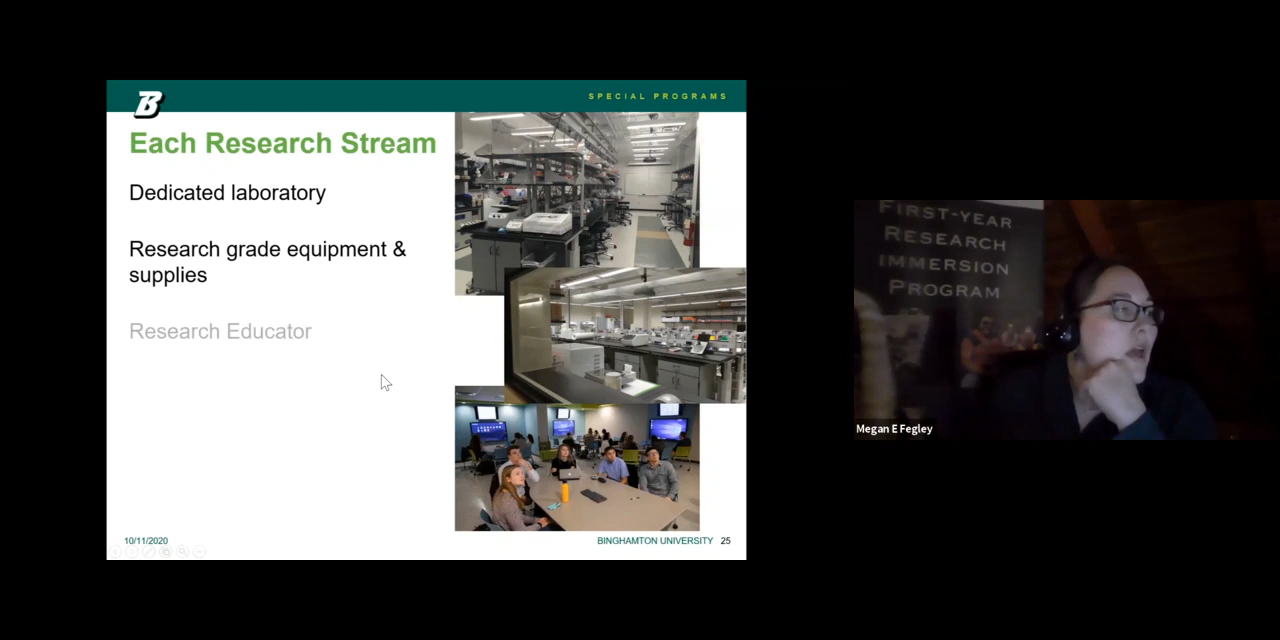 B
SPECIAL PROGRAMS
Each Research Stream
Dedicated laboratory
Research grade equipment &
supplies
Research Educator
10/11/2020
BINGHAMTON UNIVERSITY 25
FIRST-YEAR
RESEARCH
IMMERSION
PROGRAM
Megan E Fegley